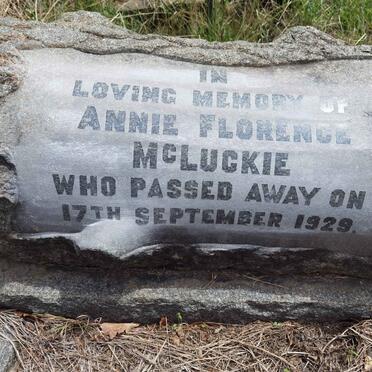 IN
LOVING MEMORY OF
ANNIE FLORENCE
McLUCKIE
WHO PASSED AWAY ON
17TH SEPTEMBER 1929.